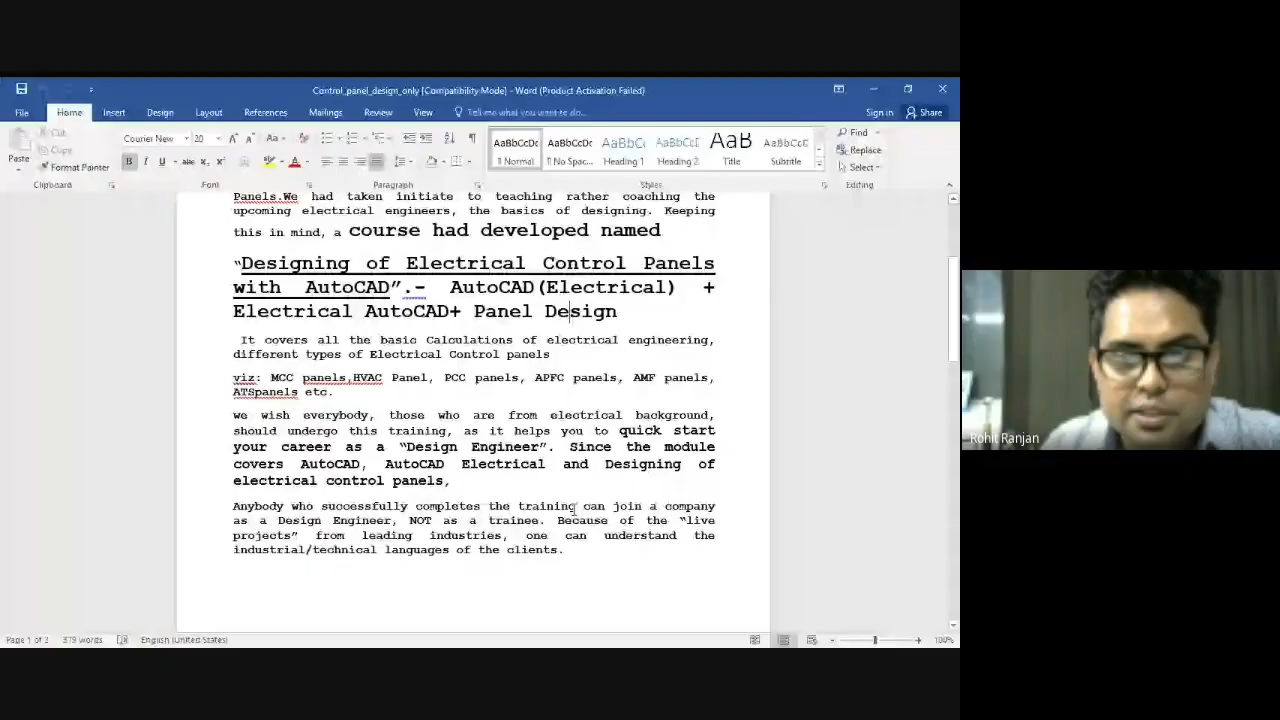 Control_panel_design_only [Compatibility Mode] - Word (Product Activation Failed)
File Home Insert Design Layout References Mailings Review View Tell me what you want to do... Sign in Share
Paste Cut Copy Format Painter
Courier New 20 Aa
B I U abc x₂ x² A
AaBbCcDc AaBbCcDc AaBbC AaBbCcC AaB AaBbCcC
¶ Normal ¶ No Spac... Heading 1 Heading 2 Title Subtitle
Find Replace Select
Clipboard Font Paragraph Styles Editing
Panels.We had taken initiate to teaching rather coaching the
upcoming electrical engineers, the basics of designing. Keeping
this in mind, a course had developed named
“Designing of Electrical Control Panels
with AutoCAD”.- AutoCAD(Electrical) +
Electrical AutoCAD+ Panel Design
It covers all the basic Calculations of electrical engineering,
different types of Electrical Control panels
viz: MCC panels,HVAC Panel, PCC panels, APFC panels, AMF panels,
ATSpanels etc.
we wish everybody, those who are from electrical background,
should undergo this training, as it helps you to quick start
your career as a “Design Engineer”. Since the module
covers AutoCAD, AutoCAD Electrical and Designing of
electrical control panels,
Anybody who successfully completes the training can join a company
as a Design Engineer, NOT as a trainee. Because of the “live
projects” from leading industries, one can understand the
industrial/technical languages of the clients.
Rohit Ranjan
Page 1 of 3 379 words English (United States) 100%